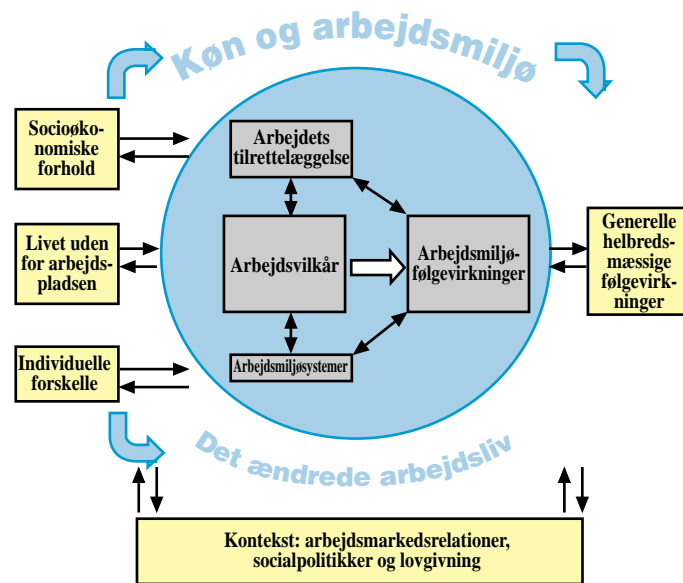 Køn og arbejdsmiljø
Socioøko-
nomiske
forhold
Arbejdets
tilrettelæggelse
Livet uden
for arbejds-
pladsen
Arbejdsvilkår
Arbejdsmiljø-
følgevirkninger
Generelle
helbreds-
mæssige
følgevirk-
ninger
Individuelle
forskelle
Arbejdsmiljøsystemer
Det ændrede arbejdsliv
Kontekst: arbejdsmarkedsrelationer,
socialpolitikker og lovgivning